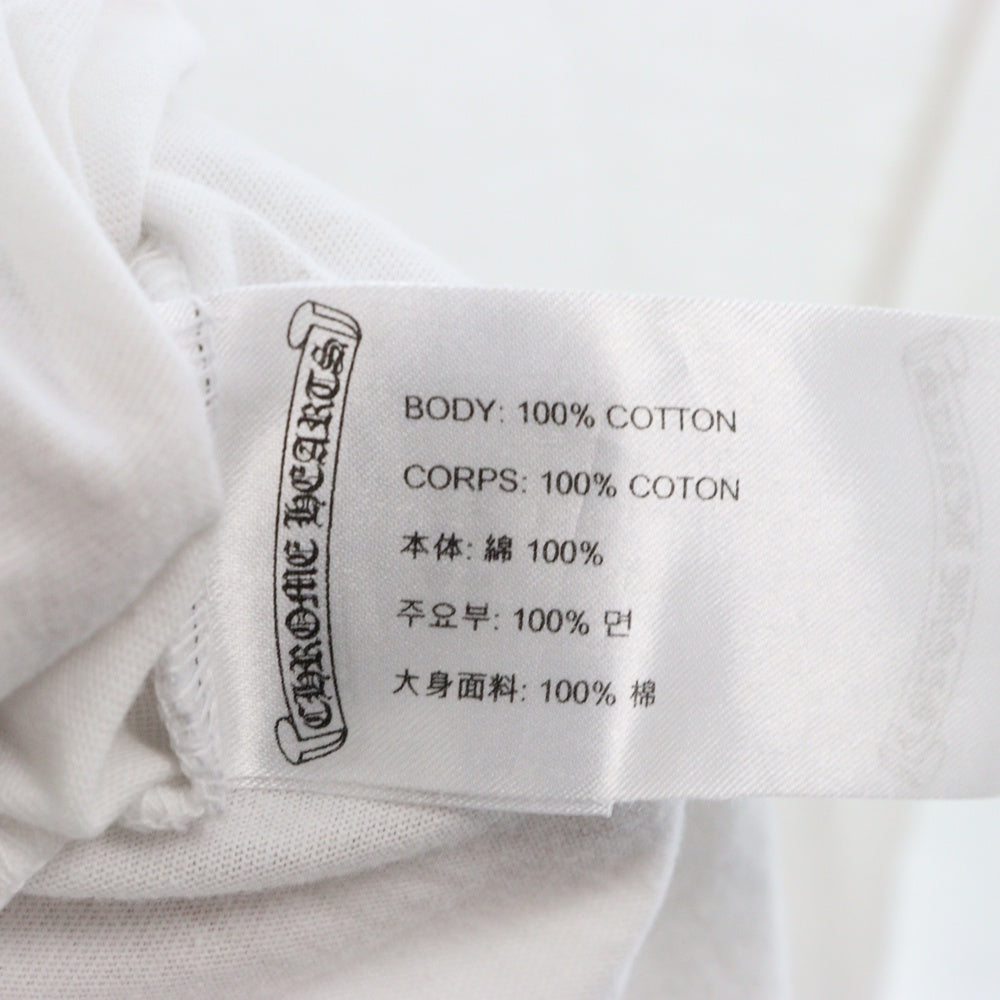 CHROME HEARTS
BODY: 100% COTTON
CORPS: 100% COTON
本体: 綿 100%
주요부: 100% 면
大身面料: 100% 棉